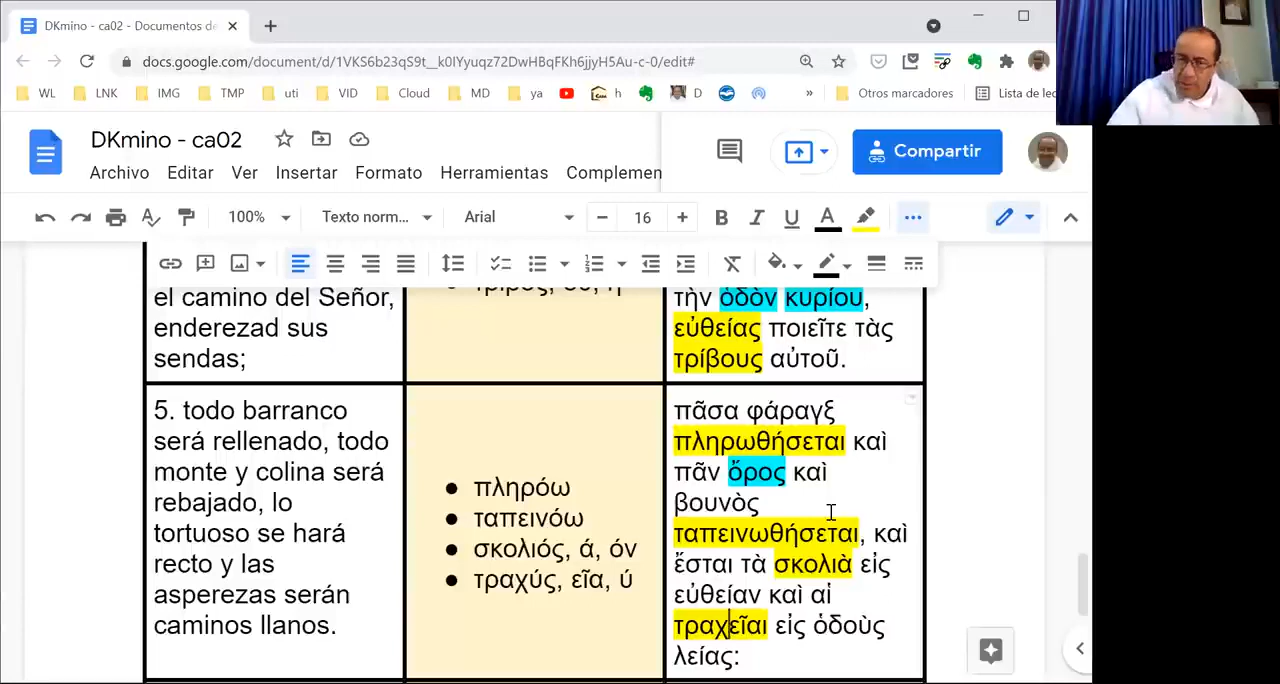 DKmino - ca02 - Documentos de
docs.google.com/document/d/1VKS6b23qS9t__k0IYyuqz72DwHBqFKh6jjyH5Au-c-0/edit#
WL LNK IMG TMP uti VID Cloud MD ya h D » Otros marcadores Lista de lec
DKmino - ca02
Compartir
Archivo Editar Ver Insertar Formato Herramientas Complemen
100% Texto norm... Arial 16 B I U A
el camino del Señor,
enderezad sus
sendas;
τὴν ὁδὸν κυρίου,
εὐθείας ποιεῖτε τὰς
τρίβους αὐτοῦ.
5. todo barranco
será rellenado, todo
monte y colina será
rebajado, lo
tortuoso se hará
recto y las
asperezas serán
caminos llanos.
● πληρόω
● ταπεινόω
● σκολιός, ά, όν
● τραχύς, εῖα, ύ
πᾶσα φάραγξ
πληρωθήσεται καὶ
πᾶν ὄρος καὶ
βουνὸς
ταπεινωθήσεται, καὶ
ἔσται τὰ σκολιὰ εἰς
εὐθείαν καὶ αἱ
τραχεῖαι εἰς ὁδοὺς
λείας: